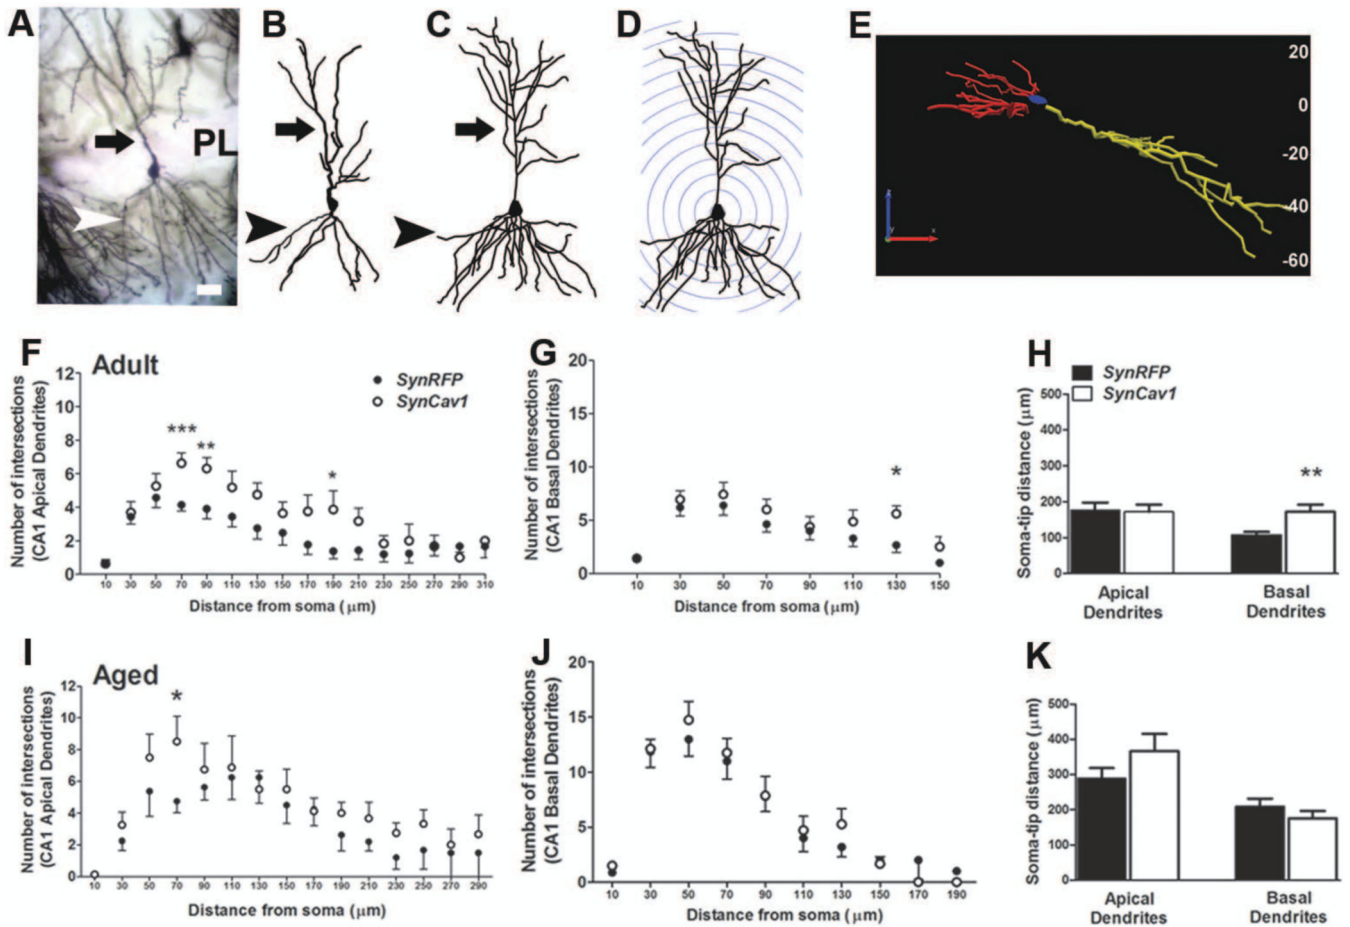 A
B
C
D
E
PL
20
0
-20
-40
-60
z
y
x
F
Adult
Number of intersections
(CA1 Apical Dendrites)
12
10
8
6
4
2
0
***
**
*
SynRFP
SynCav1
10 30 50 70 90 110 130 150 170 190 210 230 250 270 290 310
Distance from soma (μm)
G
Number of intersections
(CA1 Basal Dendrites)
20
15
10
5
0
*
10 30 50 70 90 110 130 150
Distance from soma (μm)
H
SynRFP
SynCav1
Soma-tip distance (μm)
500
400
300
200
100
0
**
Apical
Dendrites
Basal
Dendrites
I
Aged
Number of intersections
(CA1 Apical Dendrites)
12
10
8
6
4
2
0
*
10 30 50 70 90 110 130 150 170 190 210 230 250 270 290
Distance from soma (μm)
J
Number of intersections
(CA1 Basal Dendrites)
20
15
10
5
0
10 30 50 70 90 110 130 150 170 190
Distance from soma (μm)
K
Soma-tip distance (μm)
500
400
300
200
100
0
Apical
Dendrites
Basal
Dendrites